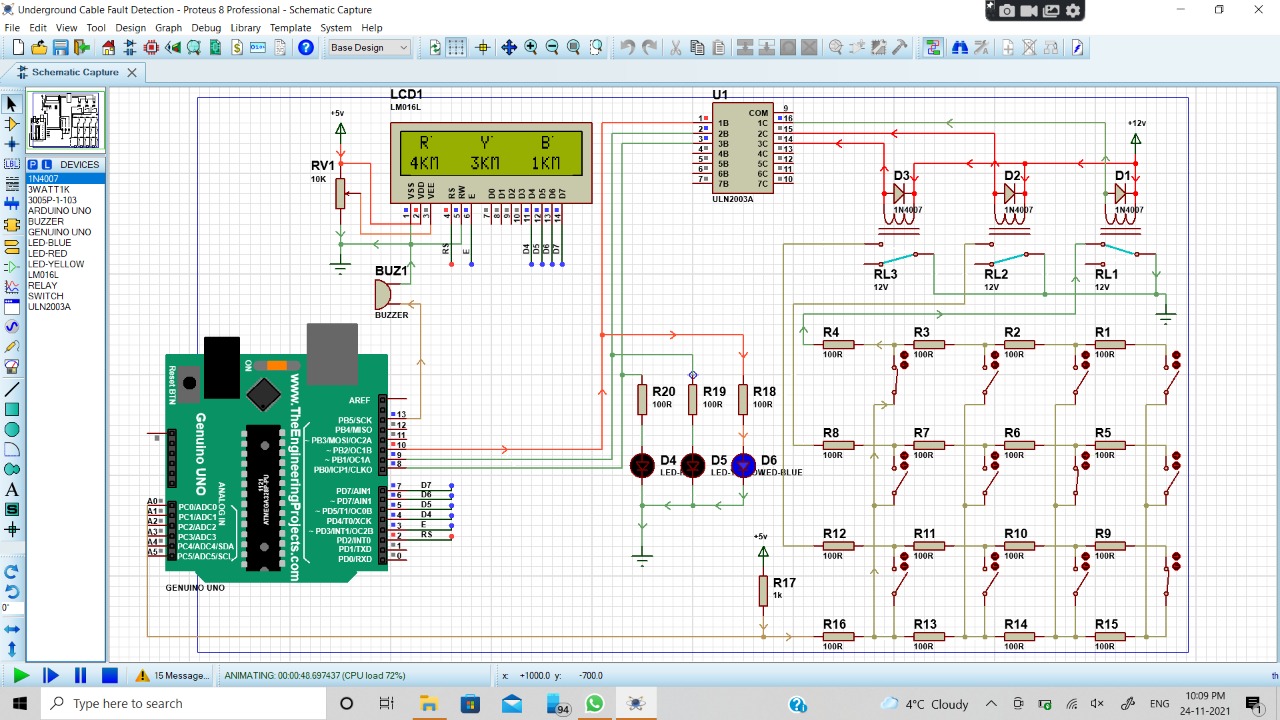 Underground Cable Fault Detection - Proteus 8 Professional - Schematic Capture
File Edit View Tool Design Graph Debug Library Template System Help
Base Design
Schematic Capture
P L DEVICES
1N4007
3WATT1K
3005P-1-103
ARDUINO UNO
BUZZER
GENUINO UNO
LED-BLUE
LED-RED
LED-YELLOW
LM016L
RELAY
SWITCH
ULN2003A
LBL
0°
LCD1
LM016L
R Y B
4KM 3KM 1KM
VSS VDD VEE RS RW E D0 D1 D2 D3 D4 D5 D6 D7
1 2 3 4 5 6 7 8 9 10 11 12 13 14
RS E D4 D5 D6 D7
+5v
RV1
10K
BUZ1
BUZZER
U1
COM 9
1 1B 1C 16
2 2B 2C 15
3 3B 3C 14
4 4B 4C 13
5 5B 5C 12
6 6B 6C 11
7 7B 7C 10
ULN2003A
+12v
D3 D2 D1
1N4007 1N4007 1N4007
RL3 RL2 RL1
12V 12V 12V
R4 R3 R2 R1
100R 100R 100R 100R
R8 R7 R6 R5
100R 100R 100R 100R
R12 R11 R10 R9
100R 100R 100R 100R
R16 R13 R14 R15
100R 100R 100R 100R
R20 R19 R18
100R 100R 100R
D4 D5 D6
LED-BLUE
+5v
R17
1k
Reset BTN
ON
Genuino UNO
www.TheEngineeringProjects.com
ANALOG IN
ATMEGA328P-PU
1121
AREF
PB5/SCK 13
PB4/MISO 12
~ PB3/MOSI/OC2A 11
~ PB2/OC1B 10
~ PB1/OC1A 9
PB0/ICP1/CLKO 8
PD7/AIN1 7 D7
~ PD7/AIN1 6 D6
~ PD5/T1/OC0B 5 D5
PD4/T0/XCK 4 D4
~ PD3/INT1/OC2B 3 E
PD2/INT0 2 RS
PD1/TXD 1
PD0/RXD 0
A0 PC0/ADC0
A1 PC1/ADC1
A2 PC2/ADC2
A3 PC3/ADC3
A4 PC4/ADC4/SDA
A5 PC5/ADC5/SCL
GENUINO UNO
15 Message...
ANIMATING: 00:00:48.697437 (CPU load 72%)
x: +1000.0 y: -700.0
th
Type here to search
94
4°C Cloudy
ENG
10:09 PM
24-11-2021
1